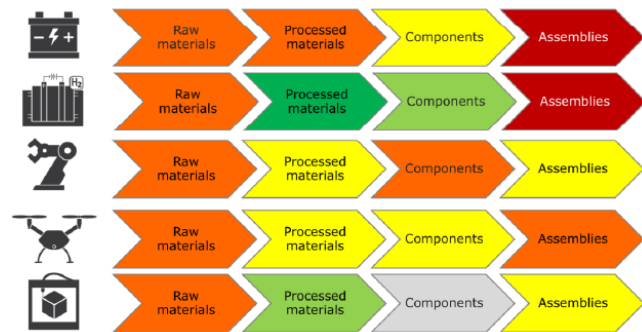 - +
Raw
materials
Processed
materials
Components
Assemblies
H2
Raw
materials
Processed
materials
Components
Assemblies
Raw
materials
Processed
materials
Components
Assemblies
Raw
materials
Processed
materials
Components
Assemblies
Raw
materials
Processed
materials
Components
Assemblies